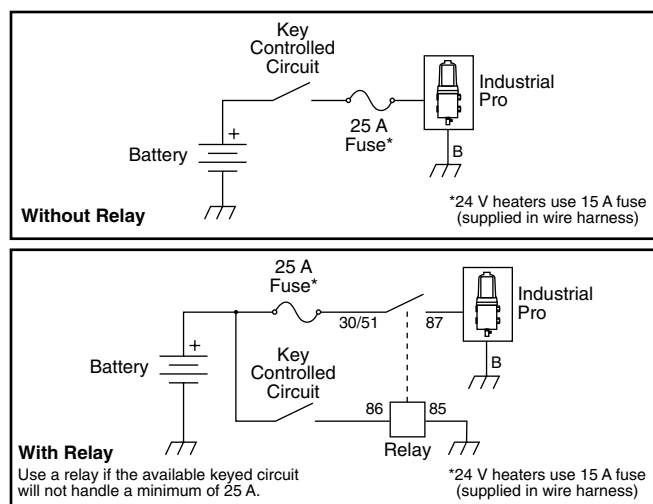 Key
Controlled
Circuit
Industrial
Pro
25 A
Fuse*
+
Battery
B
Without Relay
*24 V heaters use 15 A fuse
(supplied in wire harness)
25 A
Fuse*
Industrial
Pro
30/51
87
+
Key
Controlled
Circuit
Battery
B
86
85
Relay
With Relay
Use a relay if the available keyed circuit
will not handle a minimum of 25 A.
*24 V heaters use 15 A fuse
(supplied in wire harness)